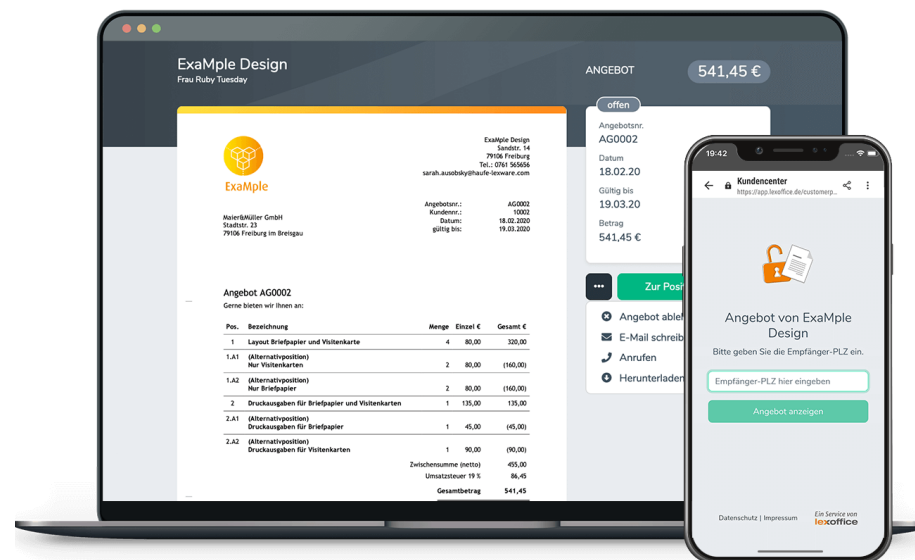 ExaMple Design
Frau Ruby Tuesday
ANGEBOT
541,45 €
ExaMple
ExaMple Design
Sandstr. 14
79106 Freiburg
Tel.: 0761 565656
sarah.ausobsky@haufe-lexware.com
Maier&Müller GmbH
Stadtstr. 23
79106 Freiburg im Breisgau
Angebotsnr.: AG0002
Kundennr.: 10002
Datum: 18.02.2020
gültig bis: 19.03.2020
Angebot AG0002
Gerne bieten wir Ihnen an:
Pos. Bezeichnung Menge Einzel € Gesamt €
1 Layout Briefpapier und Visitenkarte 4 80,00 320,00
1.A1 (Alternativposition)
Nur Visitenkarten 2 80,00 (160,00)
1.A2 (Alternativposition)
Nur Briefpapier 2 80,00 (160,00)
2 Druckausgaben für Briefpapier und Visitenkarten 1 135,00 135,00
2.A1 (Alternativposition)
Druckausgaben für Briefpapier 1 45,00 (45,00)
2.A2 (Alternativposition)
Druckausgaben für Visitenkarten 1 90,00 (90,00)
Zwischensumme (netto) 455,00
Umsatzsteuer 19 % 86,45
Gesamtbetrag 541,45
offen
Angebotsnr.
AG0002
Datum
18.02.20
Gültig bis
19.03.20
Betrag
541,45 €
Zur Posi
Angebot able
E-Mail schreib
Anrufen
Herunterladen
19:42
Kundencenter
https://app.lexoffice.de/customerp...
Angebot von ExaMple
Design
Bitte geben Sie die Empfänger-PLZ ein.
Empfänger-PLZ hier eingeben
Angebot anzeigen
Datenschutz | Impressum
Ein Service von
lexoffice